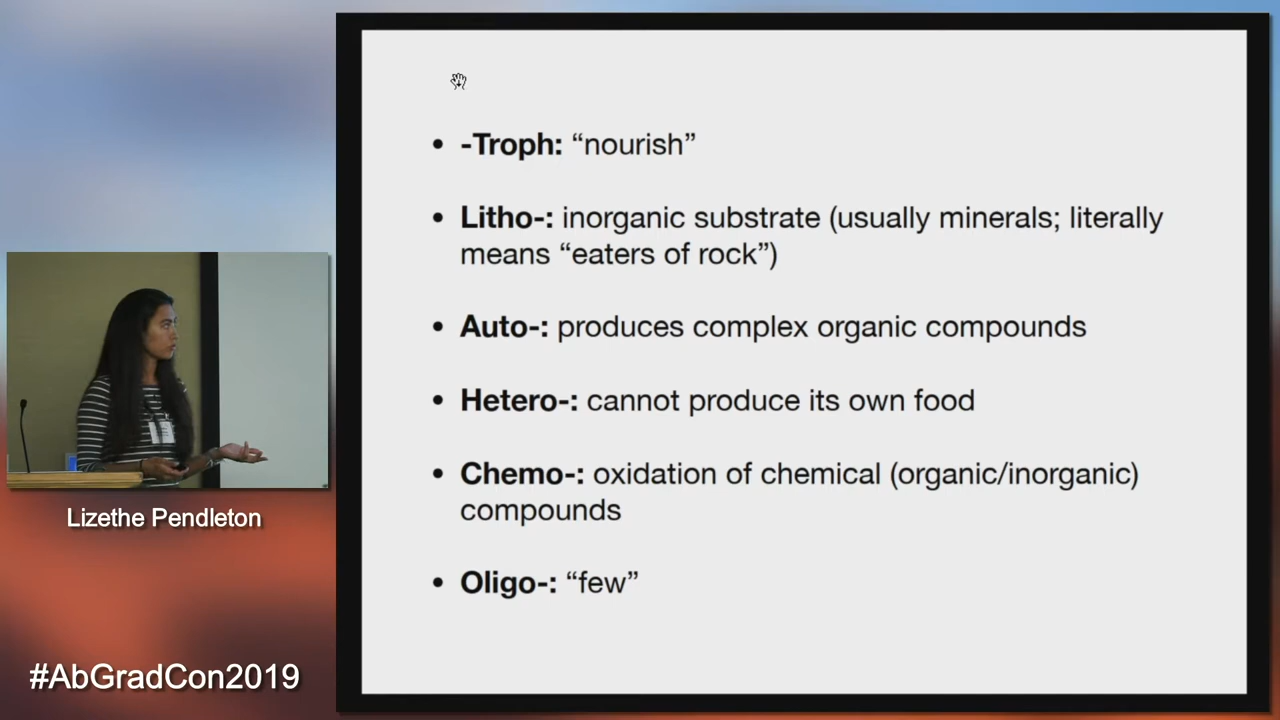 • -Troph: “nourish”
• Litho-: inorganic substrate (usually minerals; literally
means “eaters of rock”)
• Auto-: produces complex organic compounds
• Hetero-: cannot produce its own food
• Chemo-: oxidation of chemical (organic/inorganic)
compounds
• Oligo-: “few”
Lizethe Pendleton
#AbGradCon2019